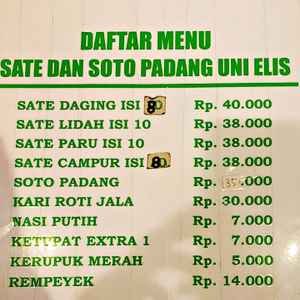 DAFTAR MENU
SATE DAN SOTO PADANG UNI ELIS
SATE DAGING ISI 8 Rp. 40.000
SATE LIDAH ISI 10 Rp. 38.000
SATE PARU ISI 10 Rp. 38.000
SATE CAMPUR ISI 8 Rp. 38.000
SOTO PADANG Rp. .000
KARI ROTI JALA Rp. 30.000
NASI PUTIH Rp. 7.000
KETUPAT EXTRA 1 Rp. 7.000
KERUPUK MERAH Rp. 5.000
REMPEYEK Rp. 14.000